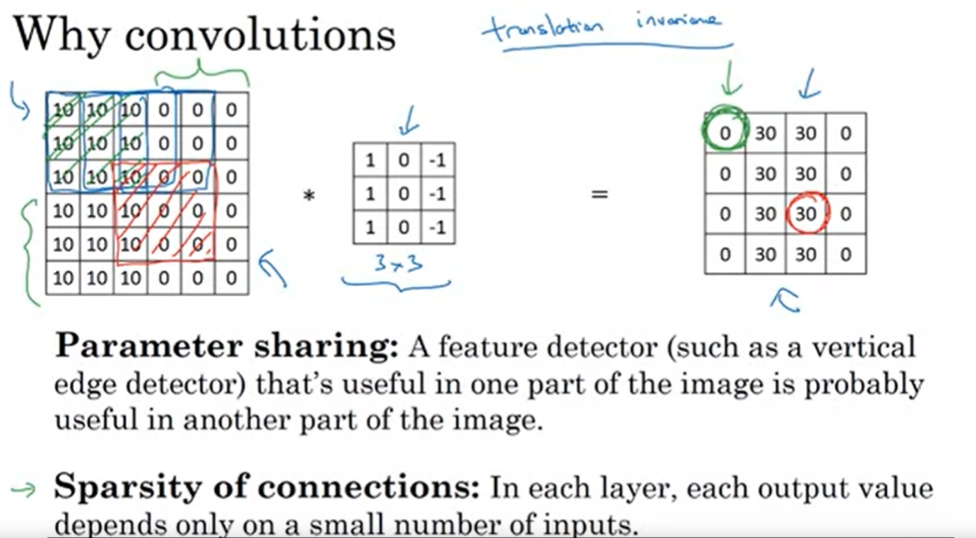 Why convolutions
translation invariance
10 10 10 0 0 0
10 10 10 0 0 0
10 10 10 0 0 0
10 10 10 0 0 0
10 10 10 0 0 0
10 10 10 0 0 0
*
1 0 -1
1 0 -1
1 0 -1
3×3
=
0 30 30 0
0 30 30 0
0 30 30 0
0 30 30 0
Parameter sharing: A feature detector (such as a vertical
edge detector) that's useful in one part of the image is probably
useful in another part of the image.
→ Sparsity of connections: In each layer, each output value
depends only on a small number of inputs.